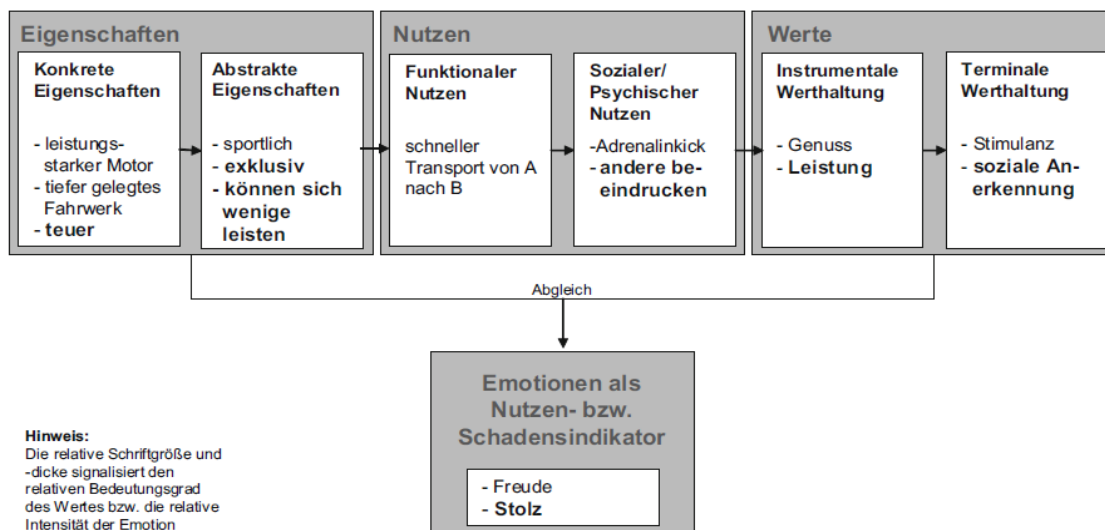 Eigenschaften
Konkrete
Eigenschaften
- leistungs-
starker Motor
- tiefer gelegtes
Fahrwerk
- teuer
Abstrakte
Eigenschaften
- sportlich
- exklusiv
- können sich
wenige
leisten
Nutzen
Funktionaler
Nutzen
schneller
Transport von A
nach B
Sozialer/
Psychischer
Nutzen
-Adrenalinkick
- andere be-
eindrucken
Werte
Instrumentale
Werthaltung
- Genuss
- Leistung
Terminale
Werthaltung
- Stimulanz
- soziale An-
erkennung
Abgleich
Emotionen als
Nutzen- bzw.
Schadensindikator
- Freude
- Stolz
Hinweis:
Die relative Schriftgröße und
-dicke signalisiert den
relativen Bedeutungsgrad
des Wertes bzw. die relative
Intensität der Emotion